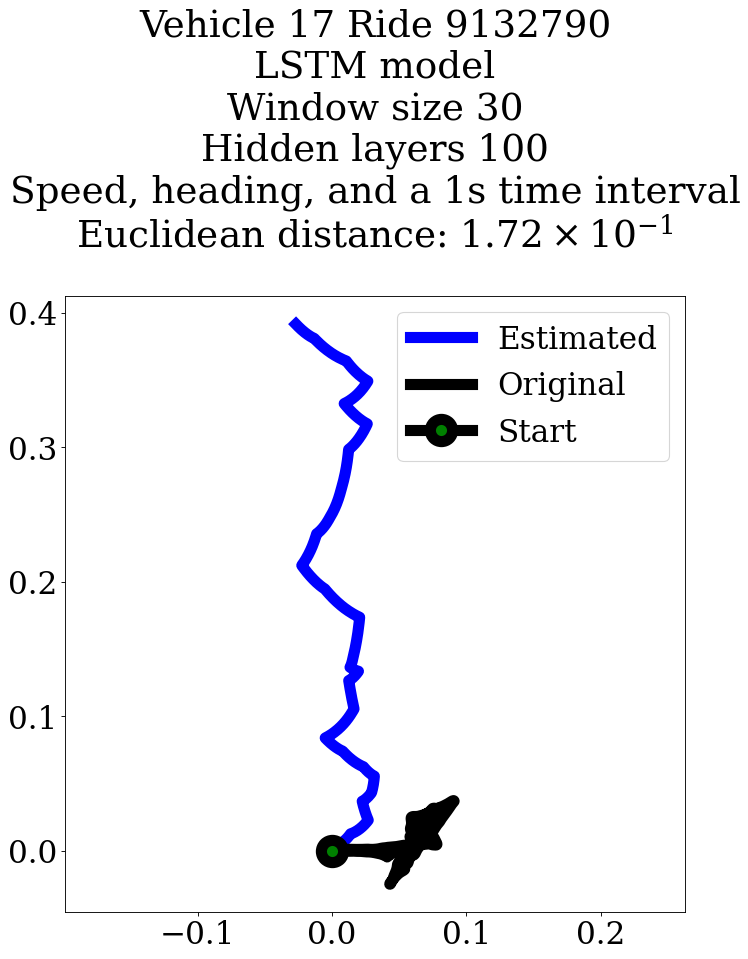 Vehicle 17 Ride 9132790
LSTM model
Window size 30
Hidden layers 100
Speed, heading, and a 1s time interval
Euclidean distance: 1.72 × 10⁻¹
0.4
0.3
0.2
0.1
0.0
Estimated
Original
Start
−0.1
0.0
0.1
0.2